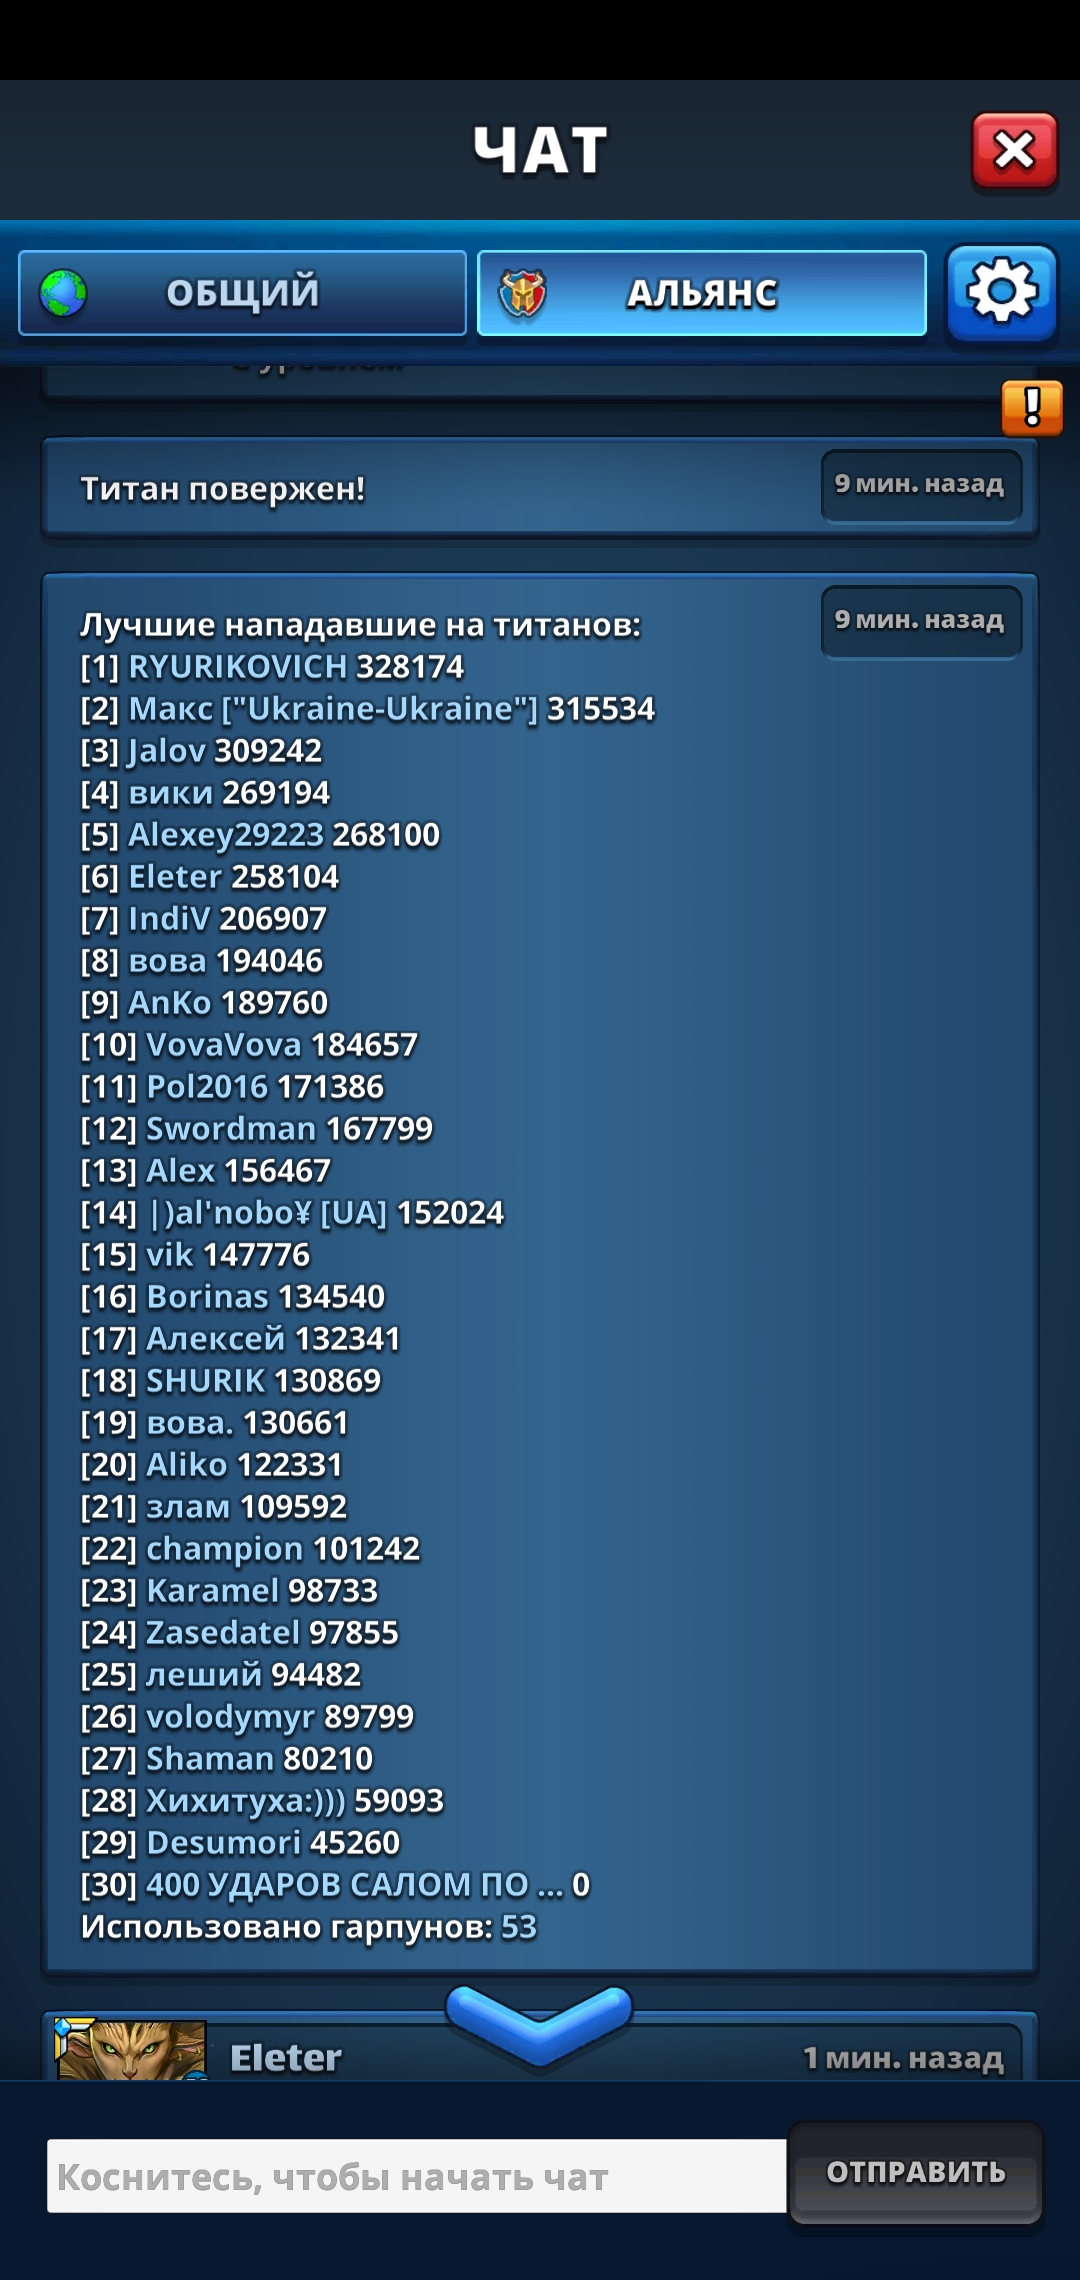 ЧАТ
ОБЩИЙ
АЛЬЯНС
Титан повержен!
9 мин. назад
Лучшие нападавшие на титанов:
9 мин. назад
[1] RYURIKOVICH 328174
[2] Макс ["Ukraine-Ukraine"] 315534
[3] Jalov 309242
[4] вики 269194
[5] Alexey29223 268100
[6] Eleter 258104
[7] IndiV 206907
[8] вова 194046
[9] AnKo 189760
[10] VovaVova 184657
[11] Pol2016 171386
[12] Swordman 167799
[13] Alex 156467
[14] |)al'nobo¥ [UA] 152024
[15] vik 147776
[16] Borinas 134540
[17] Алексей 132341
[18] SHURIK 130869
[19] вова. 130661
[20] Aliko 122331
[21] злам 109592
[22] champion 101242
[23] Karamel 98733
[24] Zasedatel 97855
[25] леший 94482
[26] volodymyr 89799
[27] Shaman 80210
[28] Хихитуха:))) 59093
[29] Desumori 45260
[30] 400 УДАРОВ САЛОМ ПО ... 0
Использовано гарпунов: 53
Eleter
1 мин. назад
Коснитесь, чтобы начать чат
ОТПРАВИТЬ